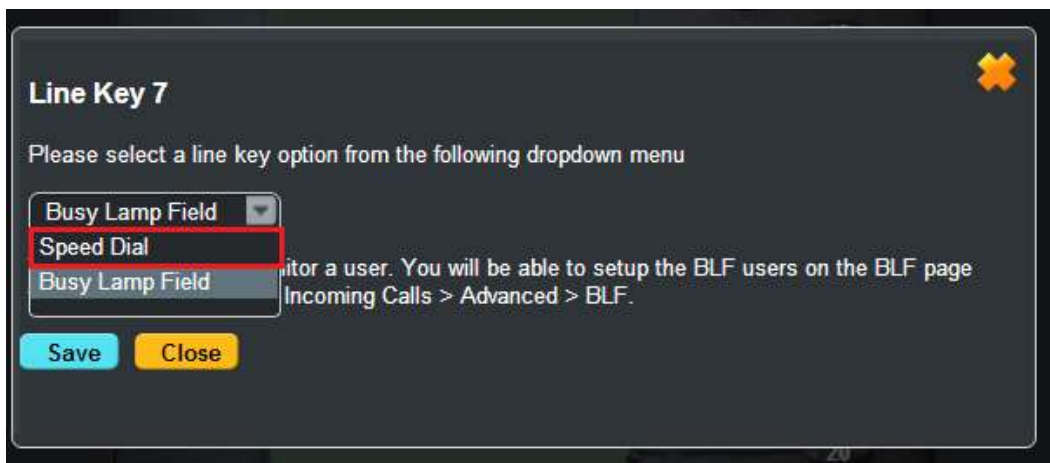 Line Key 7
Please select a line key option from the following dropdown menu
Busy Lamp Field
Speed Dial
Busy Lamp Field
itor a user. You will be able to setup the BLF users on the BLF page
Incoming Calls > Advanced > BLF.
Save Close
20